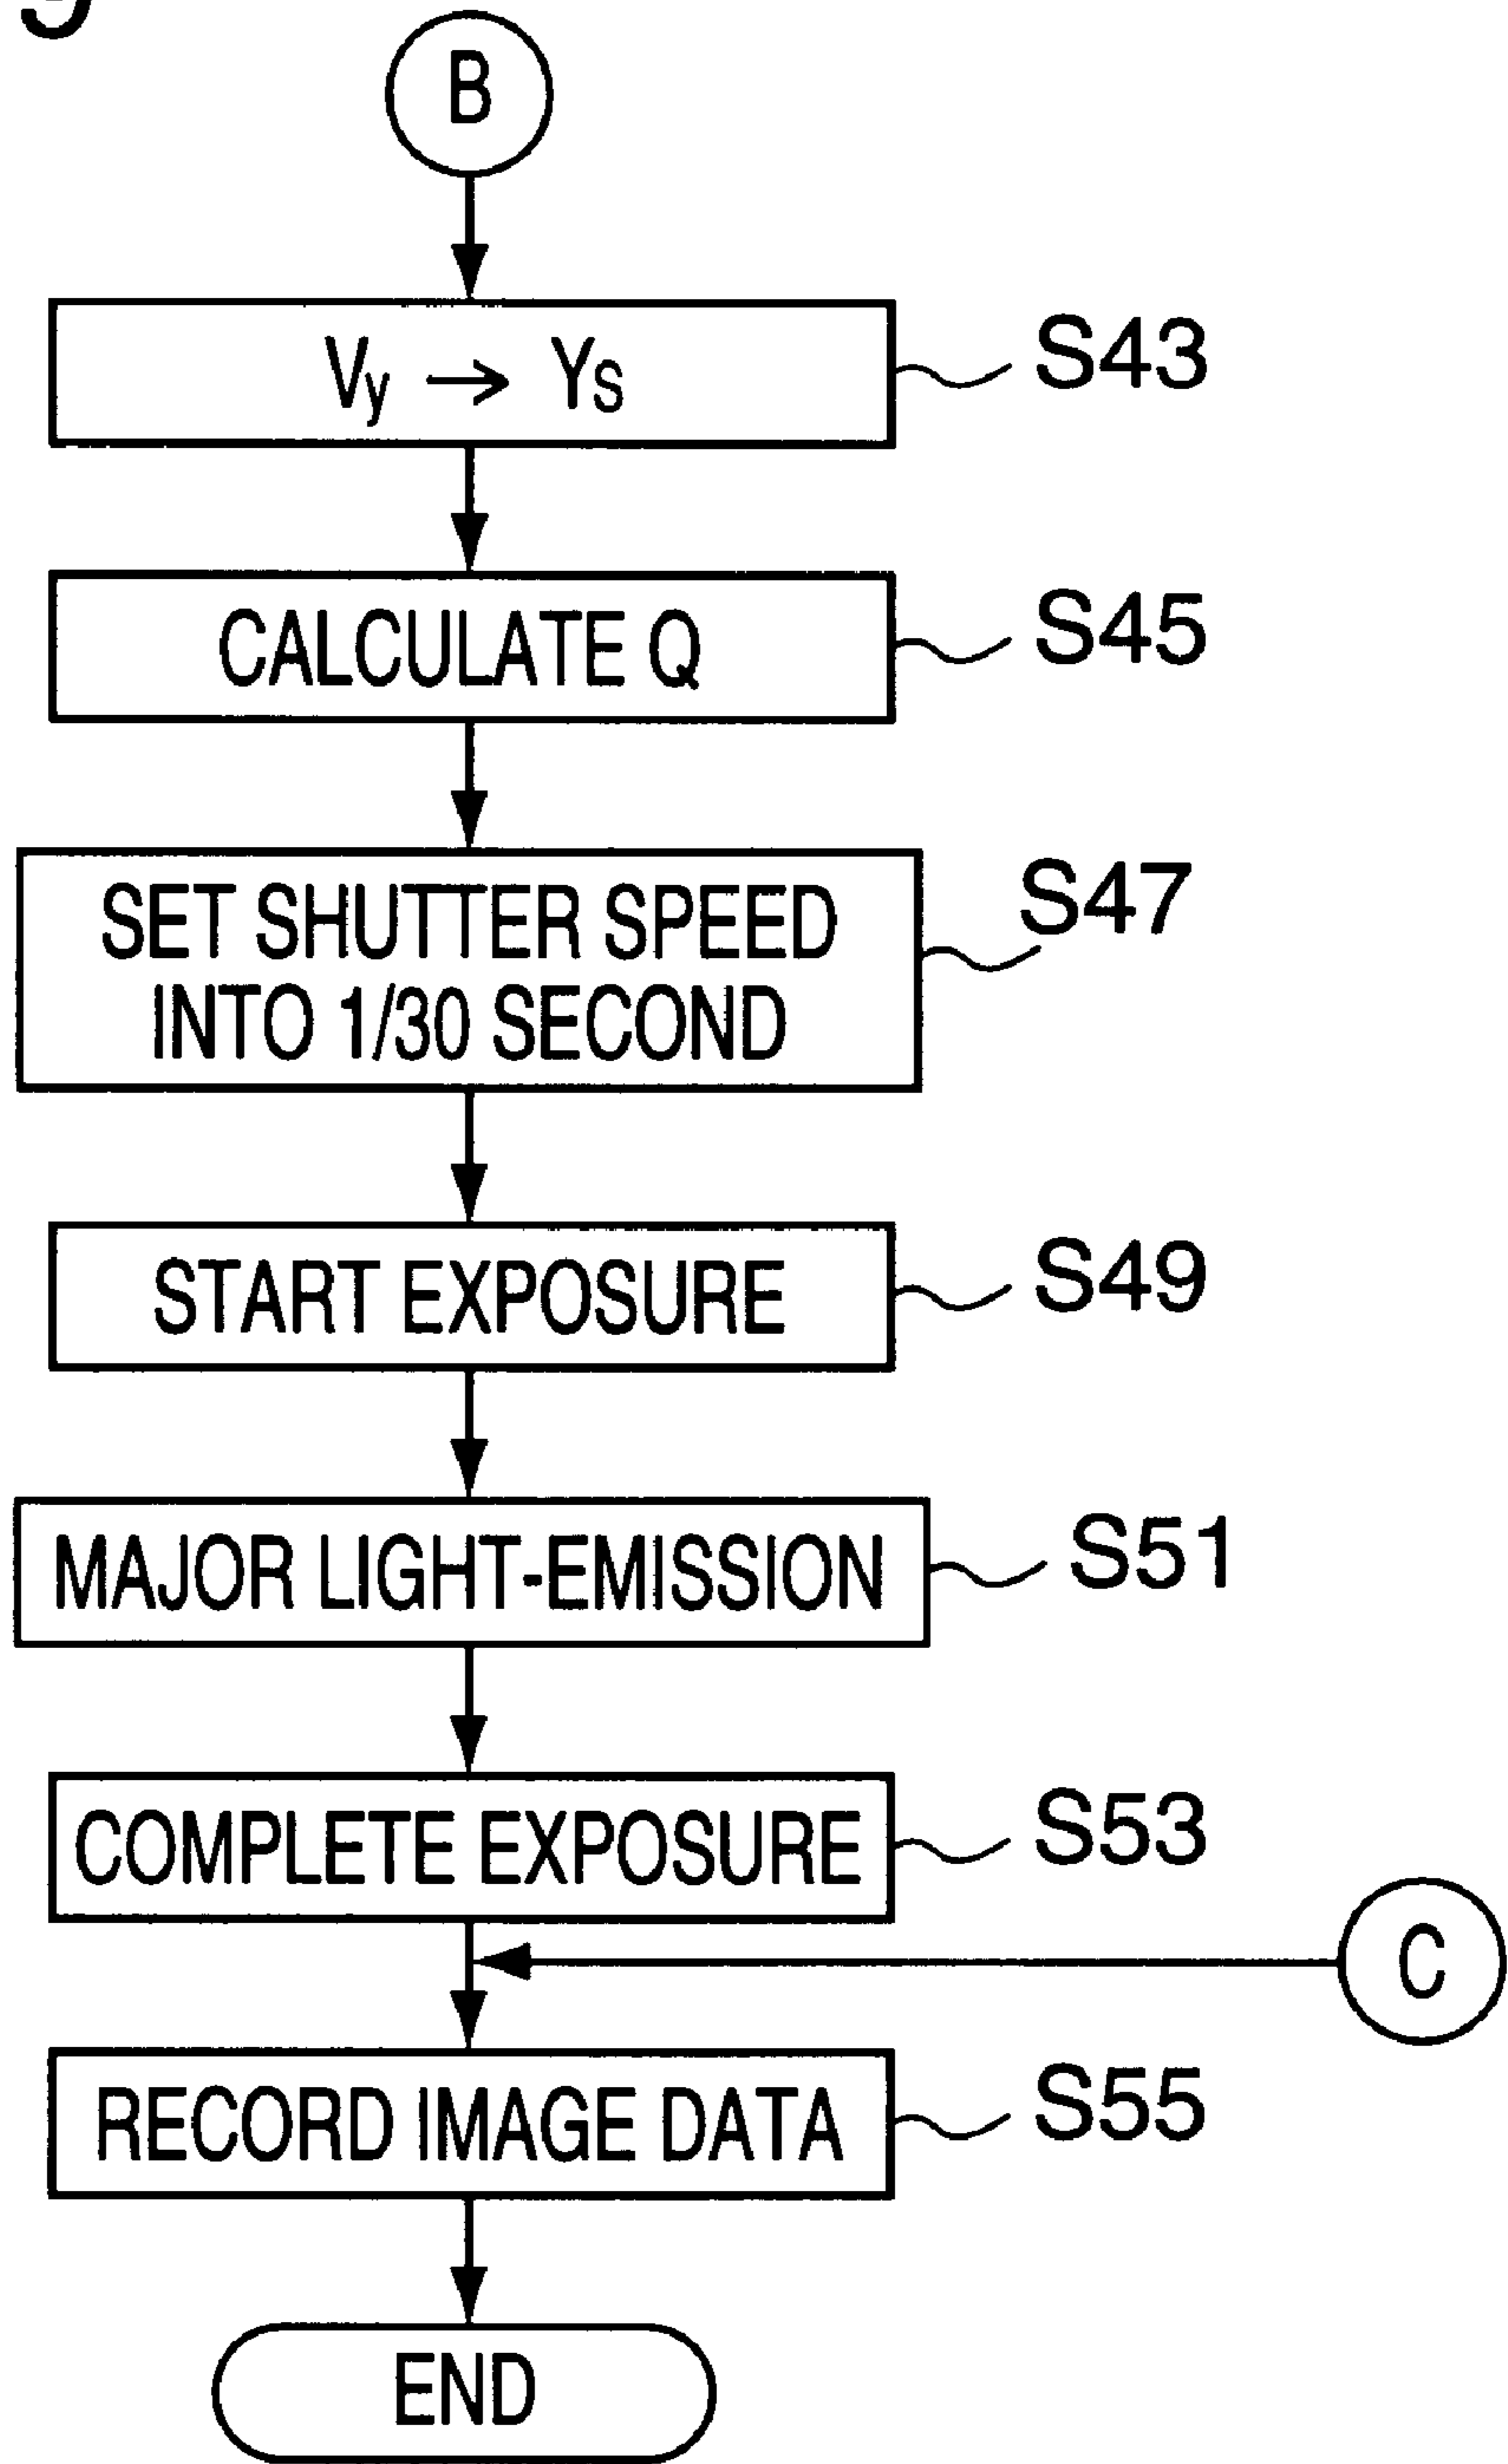 B
Vy → Ys
S43
CALCULATE Q
S45
SET SHUTTER SPEED
INTO 1/30 SECOND
S47
START EXPOSURE
S49
MAJOR LIGHT-EMISSION
S51
COMPLETE EXPOSURE
S53
C
RECORD IMAGE DATA
S55
END